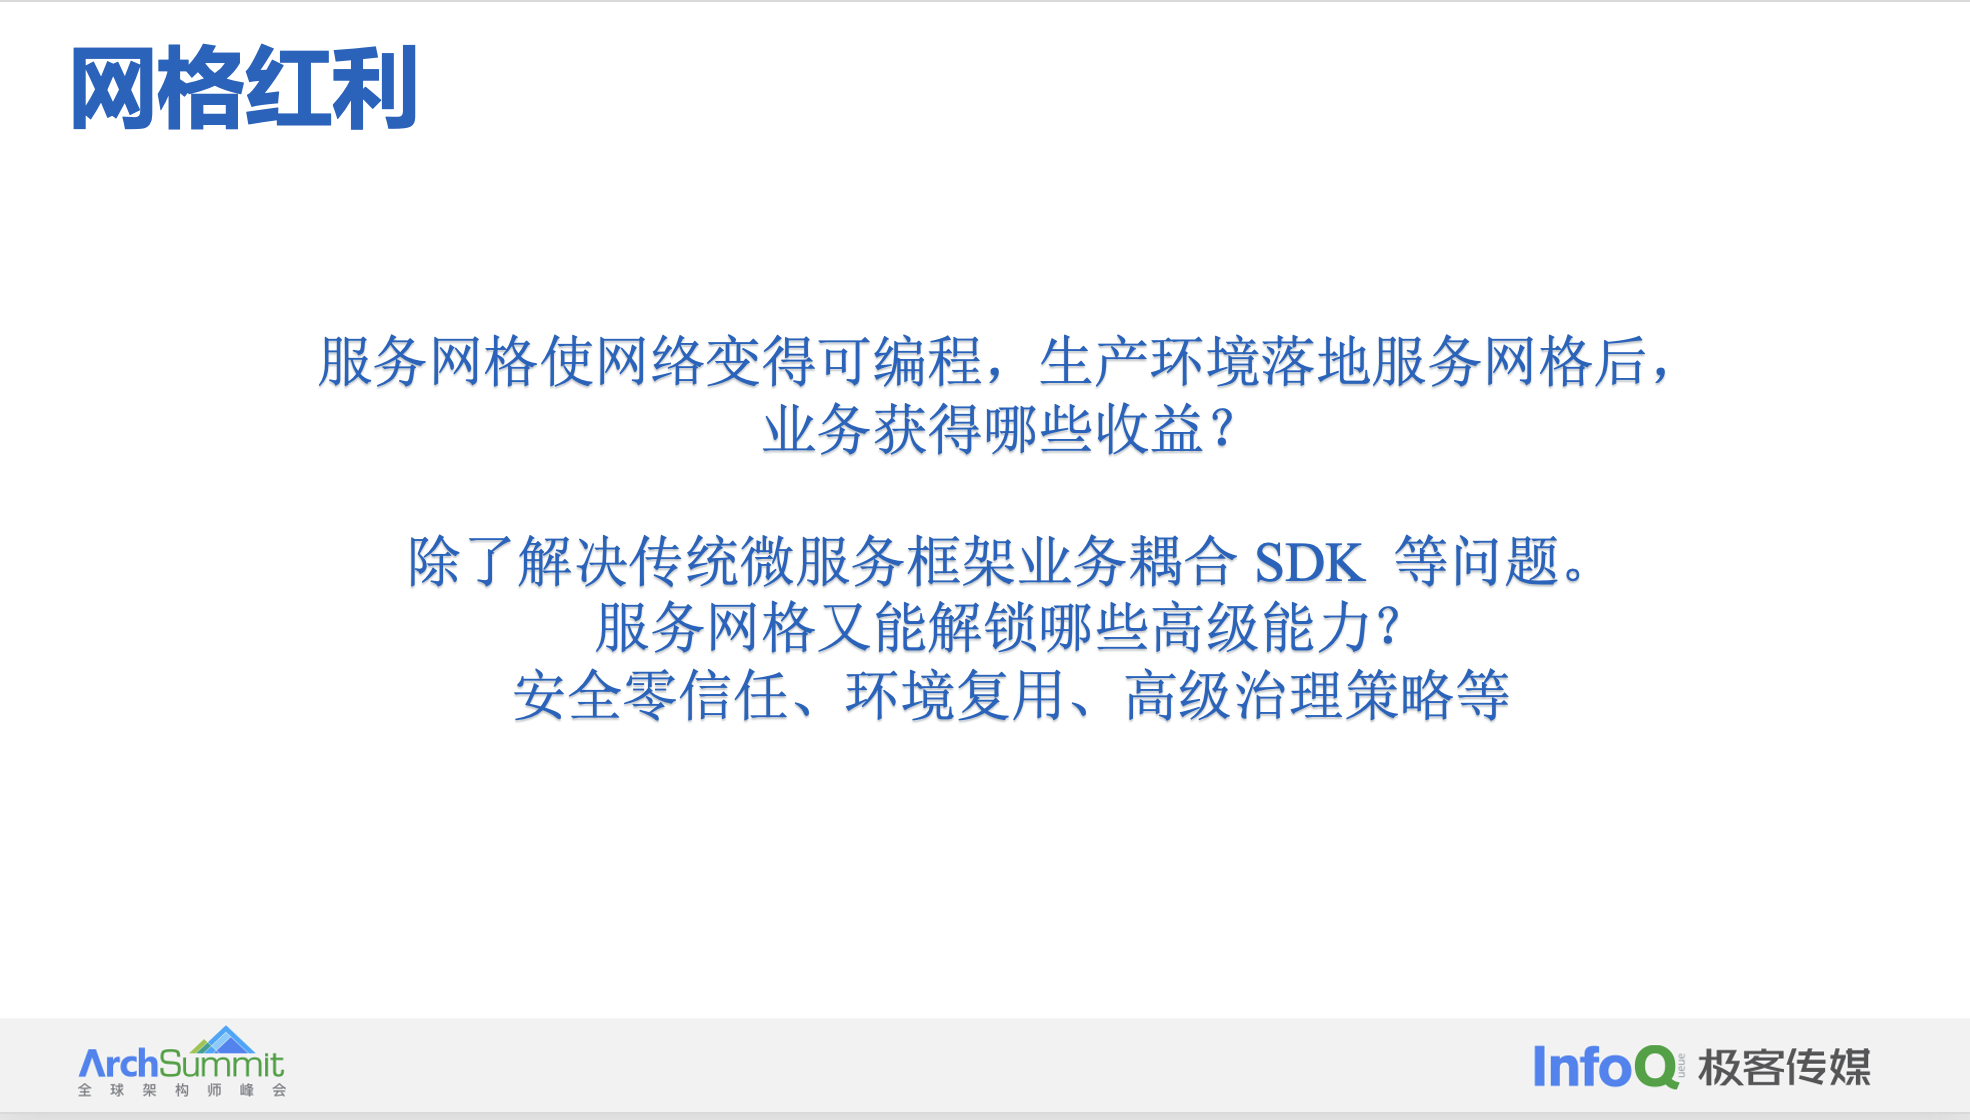 网格红利
服务网格使网络变得可编程，生产环境落地服务网格后，
业务获得哪些收益？
除了解决传统微服务框架业务耦合 SDK 等问题。
服务网格又能解锁哪些高级能力？
安全零信任、环境复用、高级治理策略等
ArchSummit
全球架构师峰会
InfoQueue 极客传媒